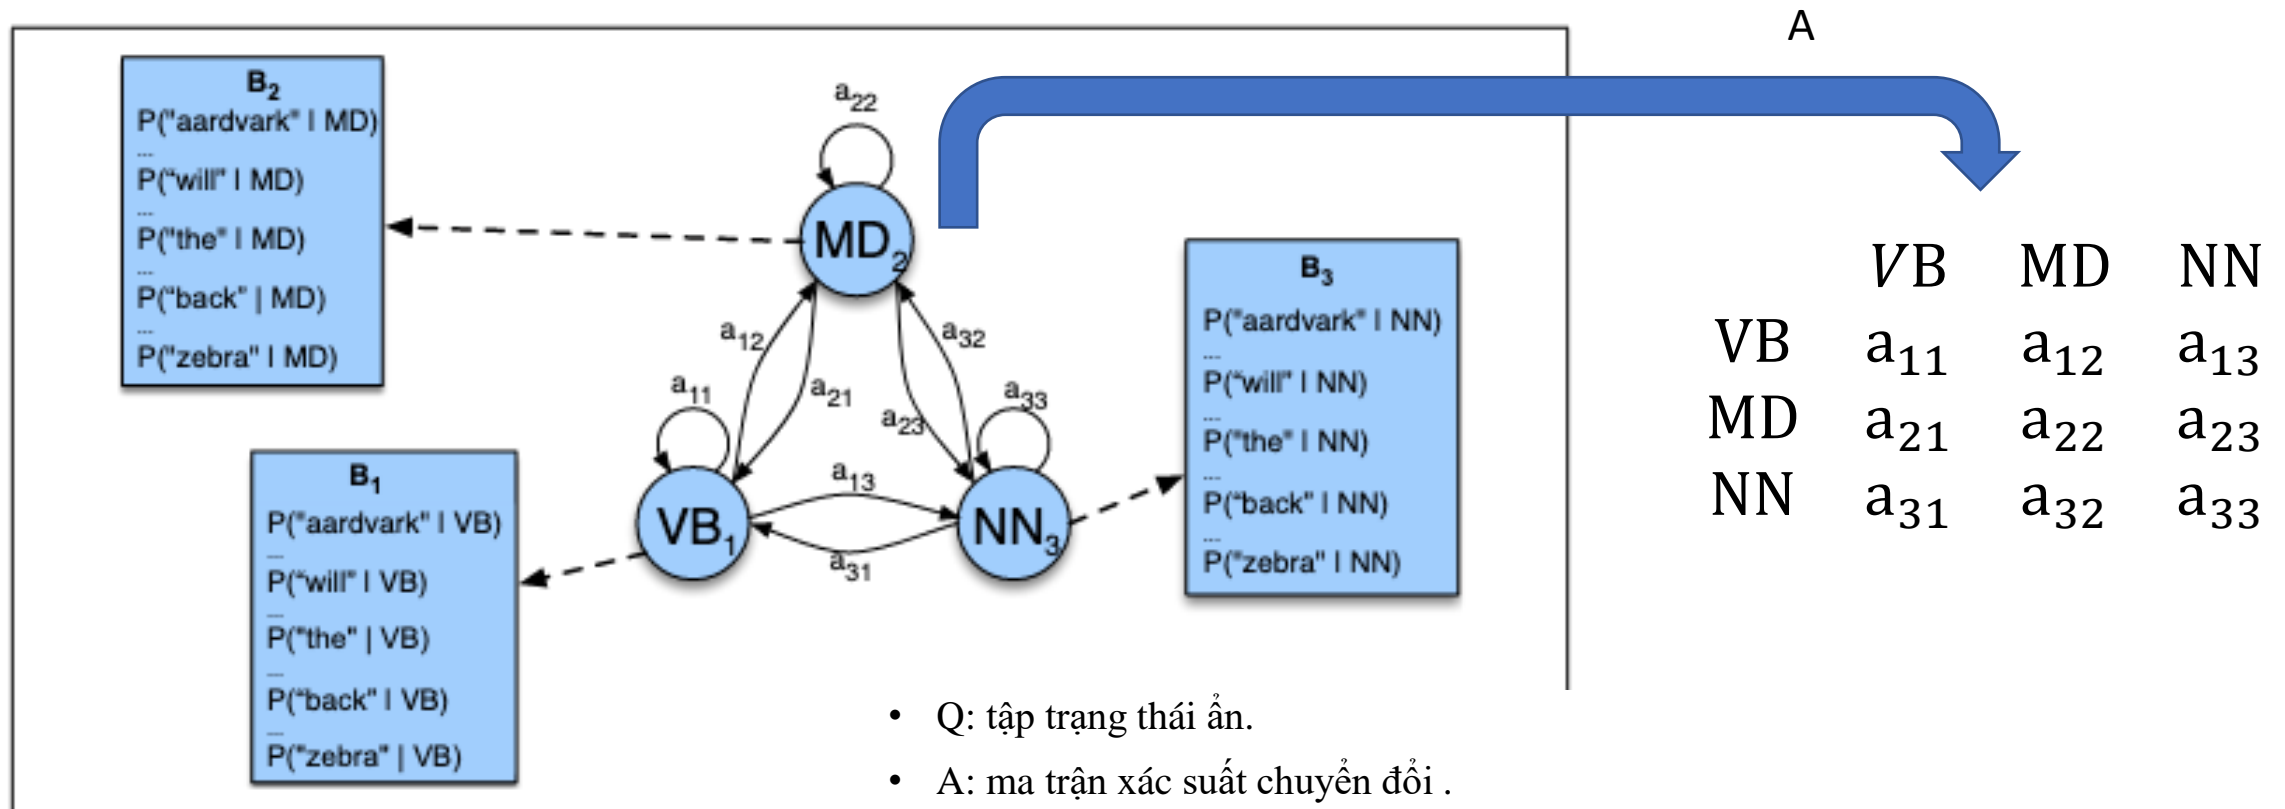 A
B2
P("aardvark" | MD)
...
P("will" | MD)
...
P("the" | MD)
...
P("back" | MD)
...
P("zebra" | MD)
a22
MD2
a12
a21
a32
a23
a11
VB1
a13
a31
a33
NN3
B1
P("aardvark" | VB)
...
P("will" | VB)
...
P("the" | VB)
...
P("back" | VB)
...
P("zebra" | VB)
B3
P("aardvark" | NN)
...
P("will" | NN)
...
P("the" | NN)
...
P("back" | NN)
...
P("zebra" | NN)
VB MD NN
VB a11 a12 a13
MD a21 a22 a23
NN a31 a32 a33
• Q: tập trạng thái ẩn.
• A: ma trận xác suất chuyển đổi .